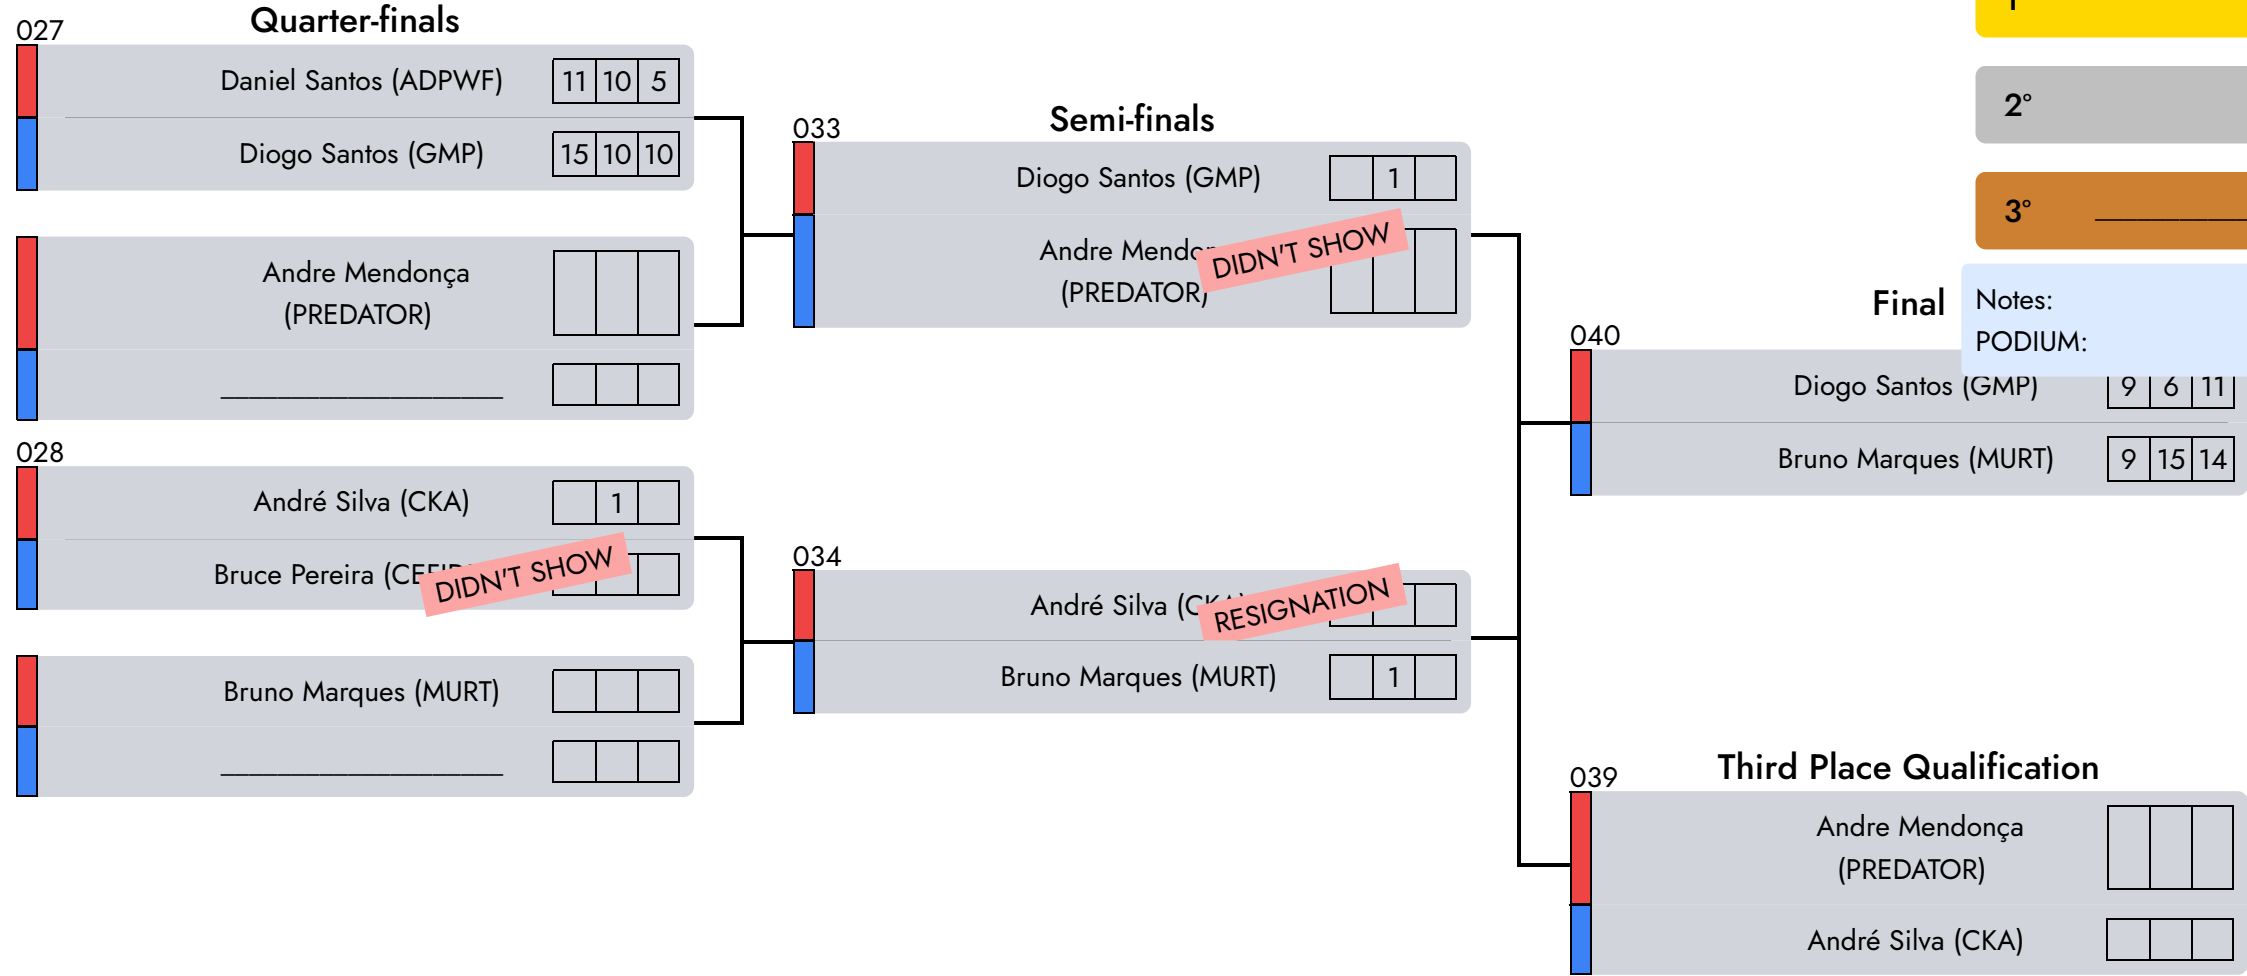 Quarter-finals
027
Daniel Santos (ADPWF) 11 10 5
Diogo Santos (GMP) 15 10 10
Andre Mendonça
(PREDATOR)
028
André Silva (CKA) 1
Bruce Pereira
DIDN'T SHOW
Bruno Marques (MURT)
Semi-finals
033
Diogo Santos (GMP) 1
Andre
(PREDATOR)
DIDN'T SHOW
034
André Silva
RESIGNATION
Bruno Marques (MURT) 1
2°
3°
Notes:
PODIUM:
Final
040
Diogo Santos (GMP) 9 6 11
Bruno Marques (MURT) 9 15 14
Third Place Qualification
039
Andre Mendonça
(PREDATOR)
André Silva (CKA)